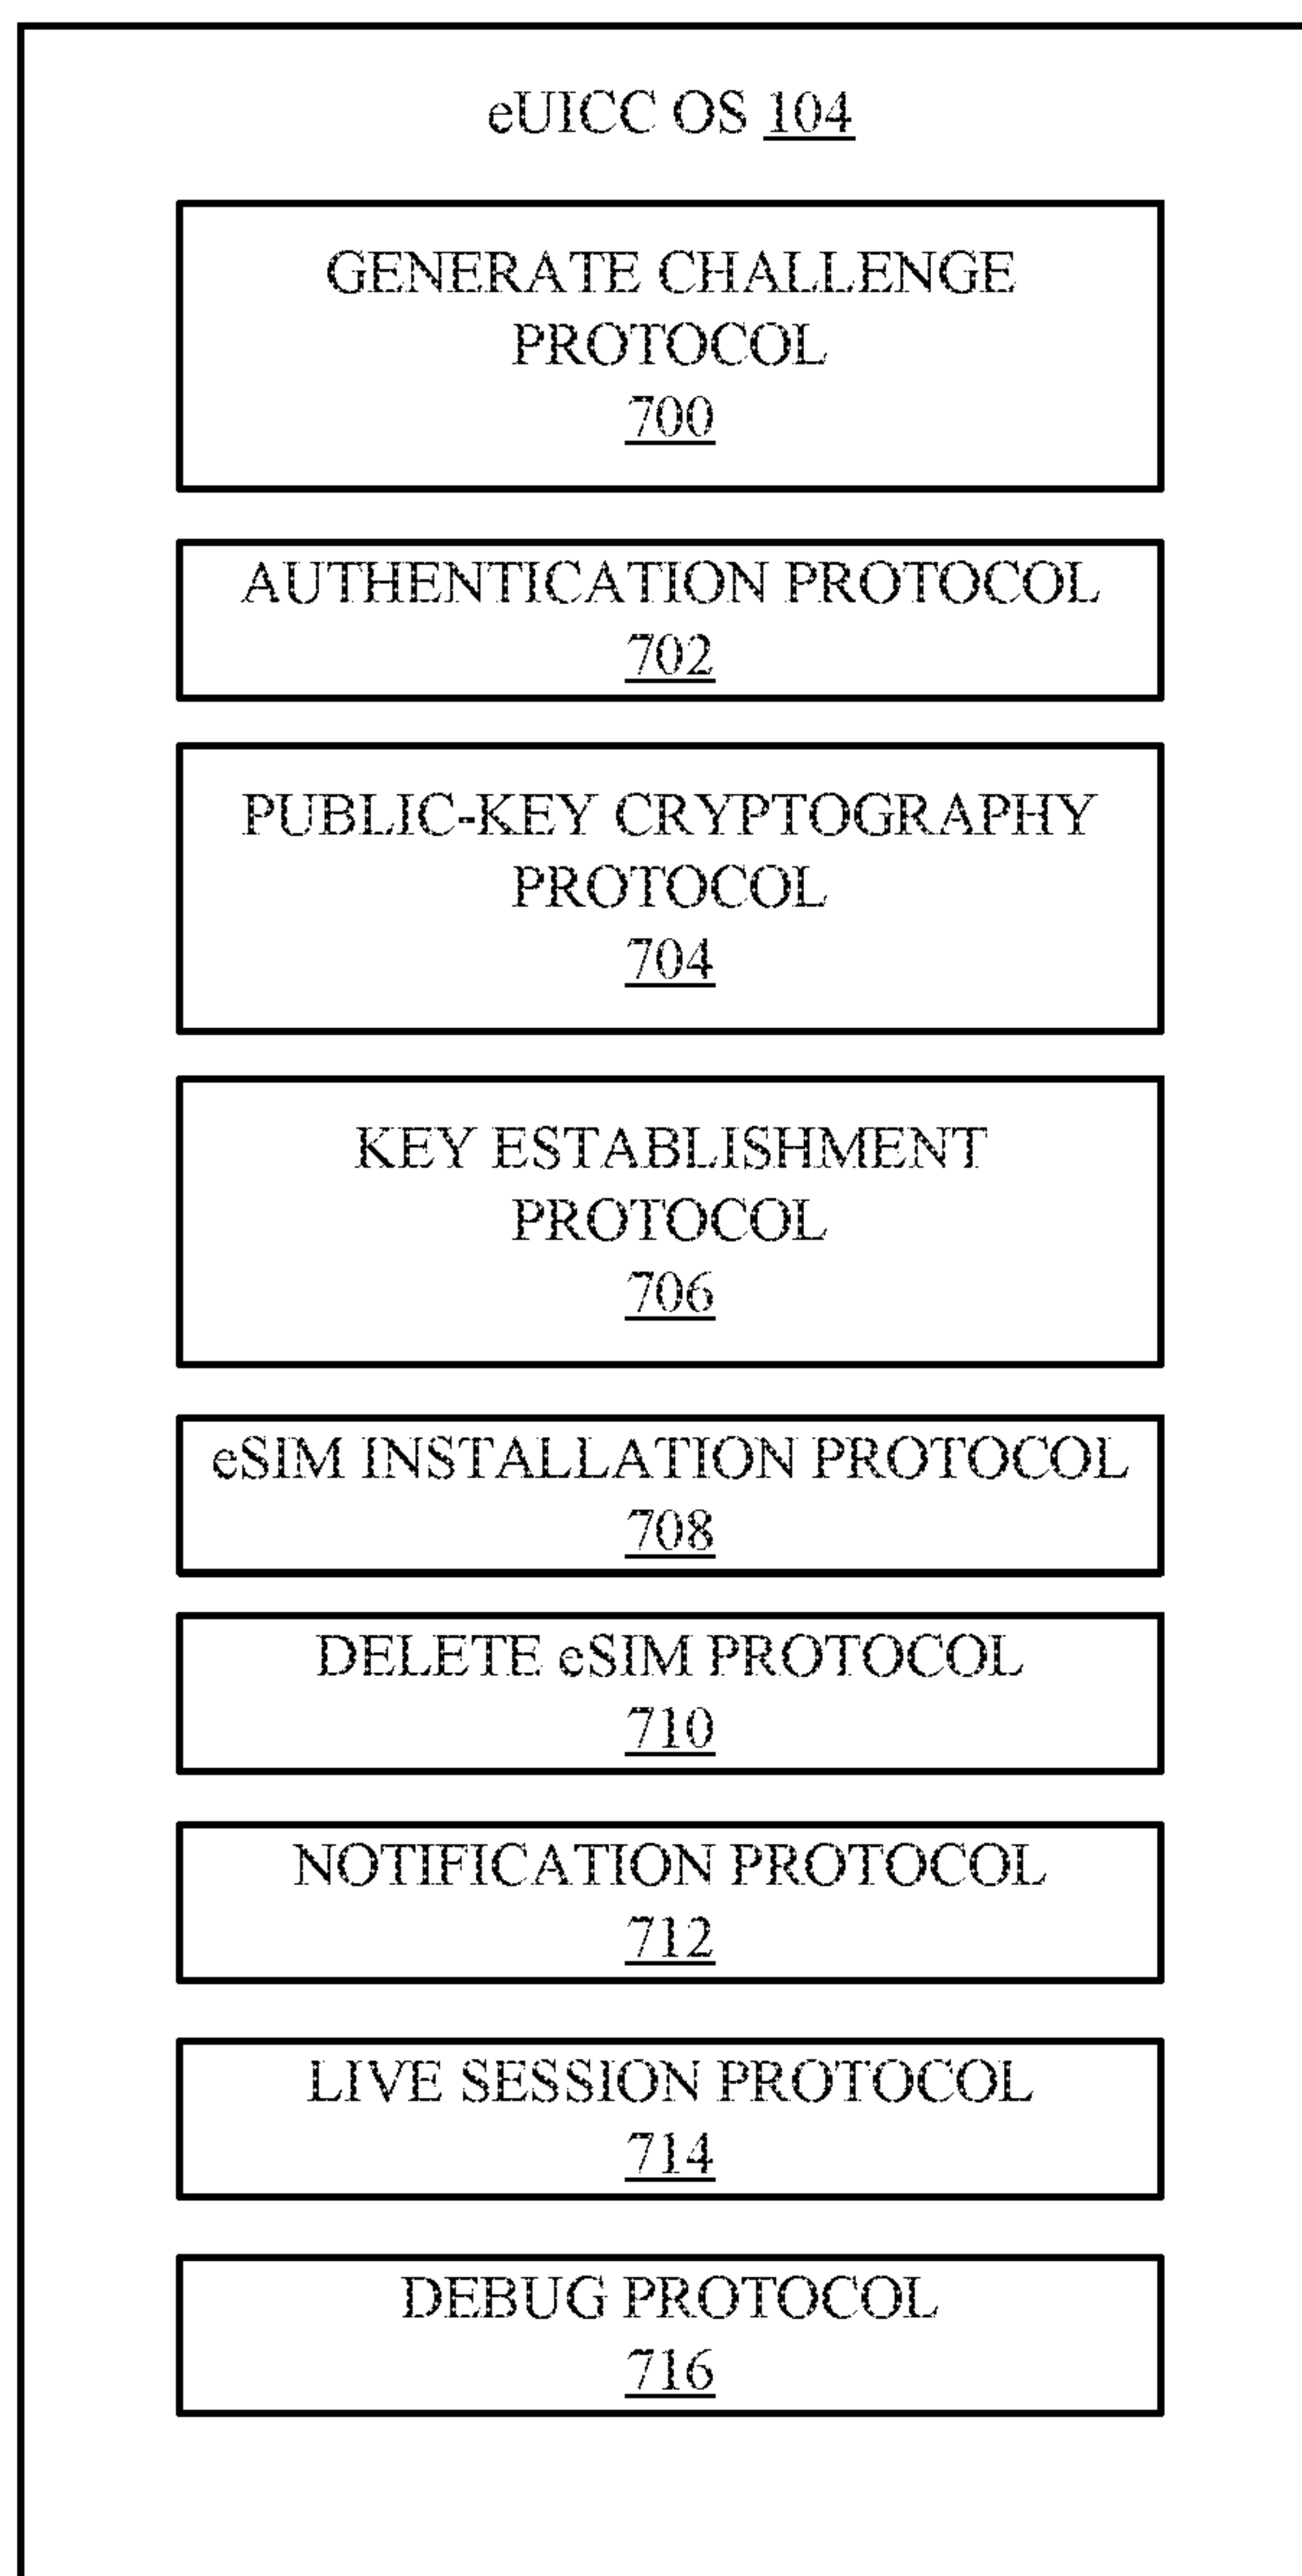 eUICC OS 104
GENERATE CHALLENGE
PROTOCOL
700
AUTHENTICATION PROTOCOL
702
PUBLIC-KEY CRYPTOGRAPHY
PROTOCOL
704
KEY ESTABLISHMENT
PROTOCOL
706
eSIM INSTALLATION PROTOCOL
708
DELETE eSIM PROTOCOL
710
NOTIFICATION PROTOCOL
712
LIVE SESSION PROTOCOL
714
DEBUG PROTOCOL
716